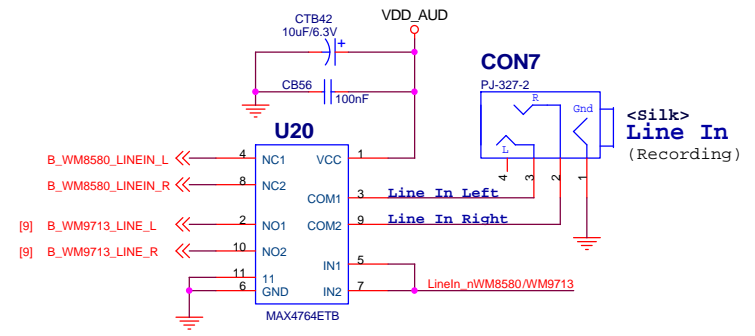 CTB42
10uF/6.3V
+
VDD_AUD
CB56
100nF
CON7
PJ-327-2
R
Gnd
L
4
3
2
1
<Silk>
Line In
(Recording)
U20
B_WM8580_LINEIN_L 4 NC1 VCC 1
B_WM8580_LINEIN_R 8 NC2
COM1 3 Line In Left
[9] B_WM9713_LINE_L 2 NO1 COM2 9 Line In Right
[9] B_WM9713_LINE_R 10 NO2
IN1 5
11 11
6 GND IN2 7 LineIn_nWM8580/WM9713
MAX4764ETB